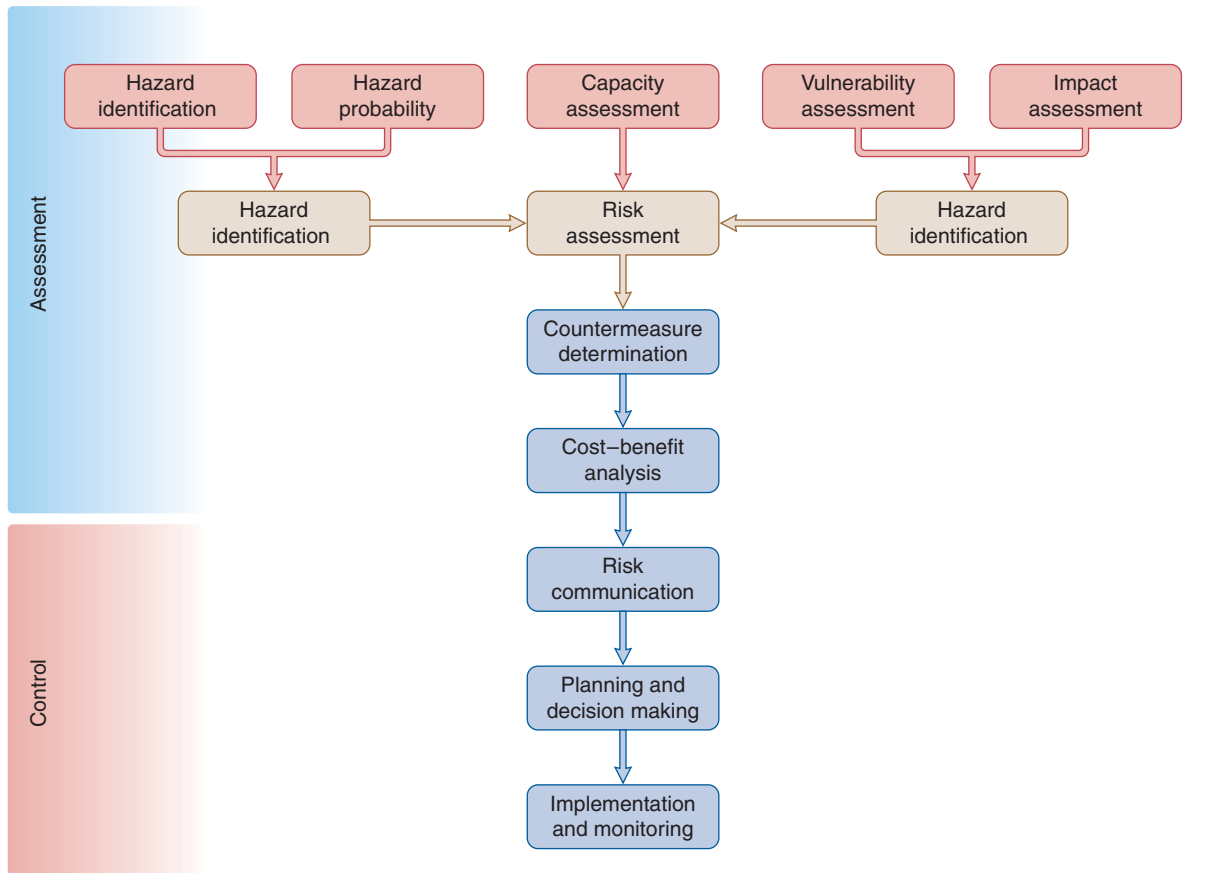 Hazard
identification
Hazard
probability
Capacity
assessment
Vulnerability
assessment
Impact
assessment
Hazard
identification
Risk
assessment
Hazard
identification
Assessment
Countermeasure
determination
Cost–benefit
analysis
Risk
communication
Control
Planning and
decision making
Implementation
and monitoring